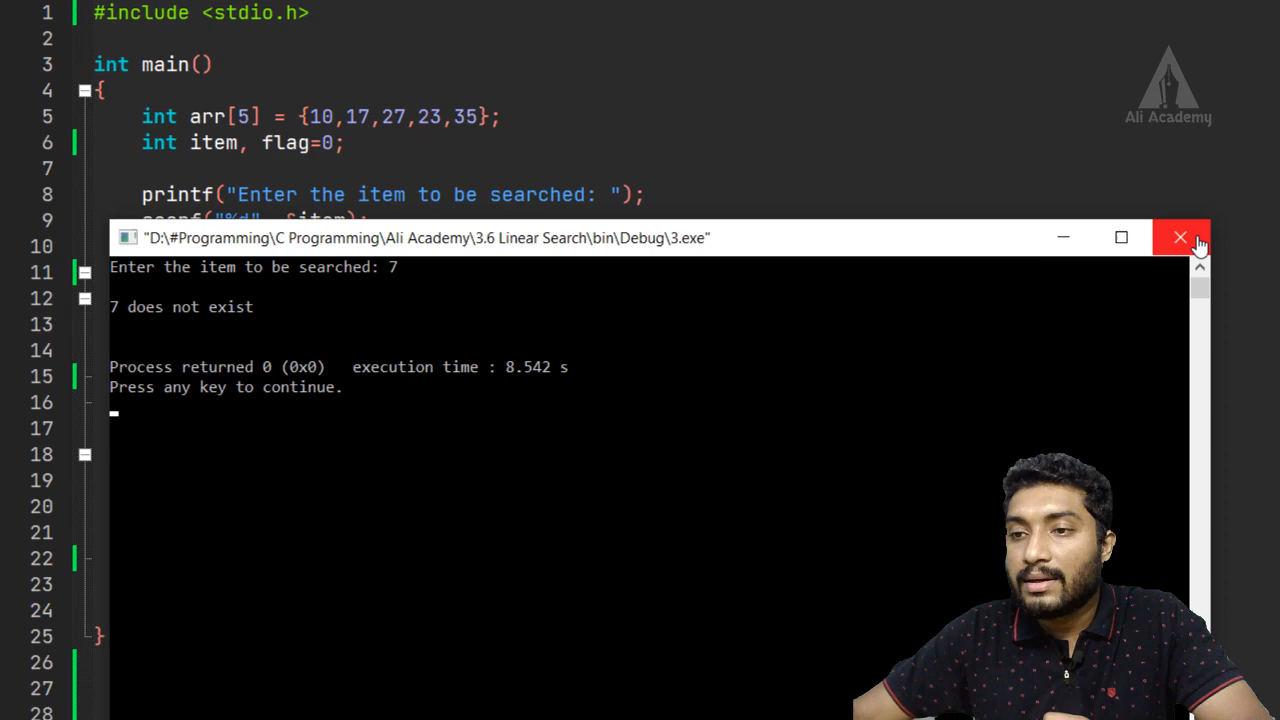 1 #include <stdio.h>
2
3 int main()
4 {
5 int arr[5] = {10,17,27,23,35};
6 int item, flag=0;
7
8 printf("Enter the item to be searched: ");
9 scanf("%d", &item);
10
11
12
13
14
15
16
17
18
19
20
21
22
23
24
25 }
26
27
28
Ali Academy
"D:\#Programming\C Programming\Ali Academy\3.6 Linear Search\bin\Debug\3.exe"
Enter the item to be searched: 7
7 does not exist
Process returned 0 (0x0) execution time : 8.542 s
Press any key to continue.